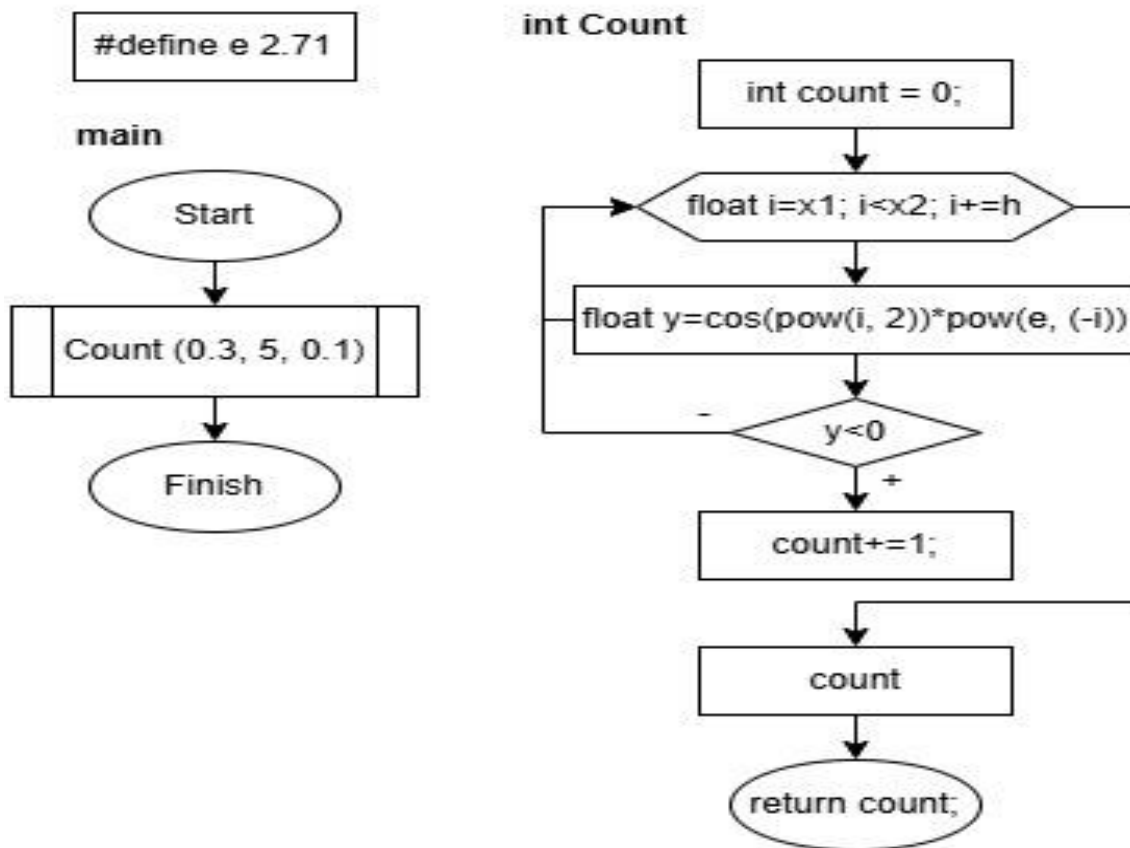 #define e 2.71
main
Start
Count (0.3, 5, 0.1)
Finish
int Count
int count = 0;
float i=x1; i<x2; i+=h
float y=cos(pow(i, 2))*pow(e, (-i))
-
y<0
+
count+=1;
count
return count;